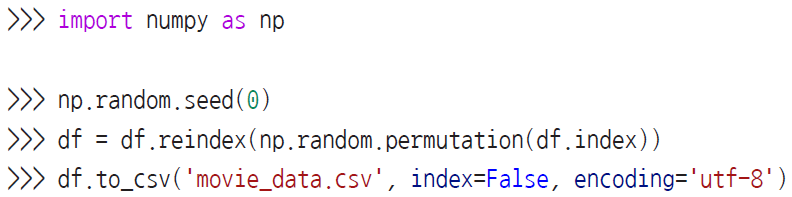 >>> import numpy as np
>>> np.random.seed(0)
>>> df = df.reindex(np.random.permutation(df.index))
>>> df.to_csv('movie_data.csv', index=False, encoding='utf-8')